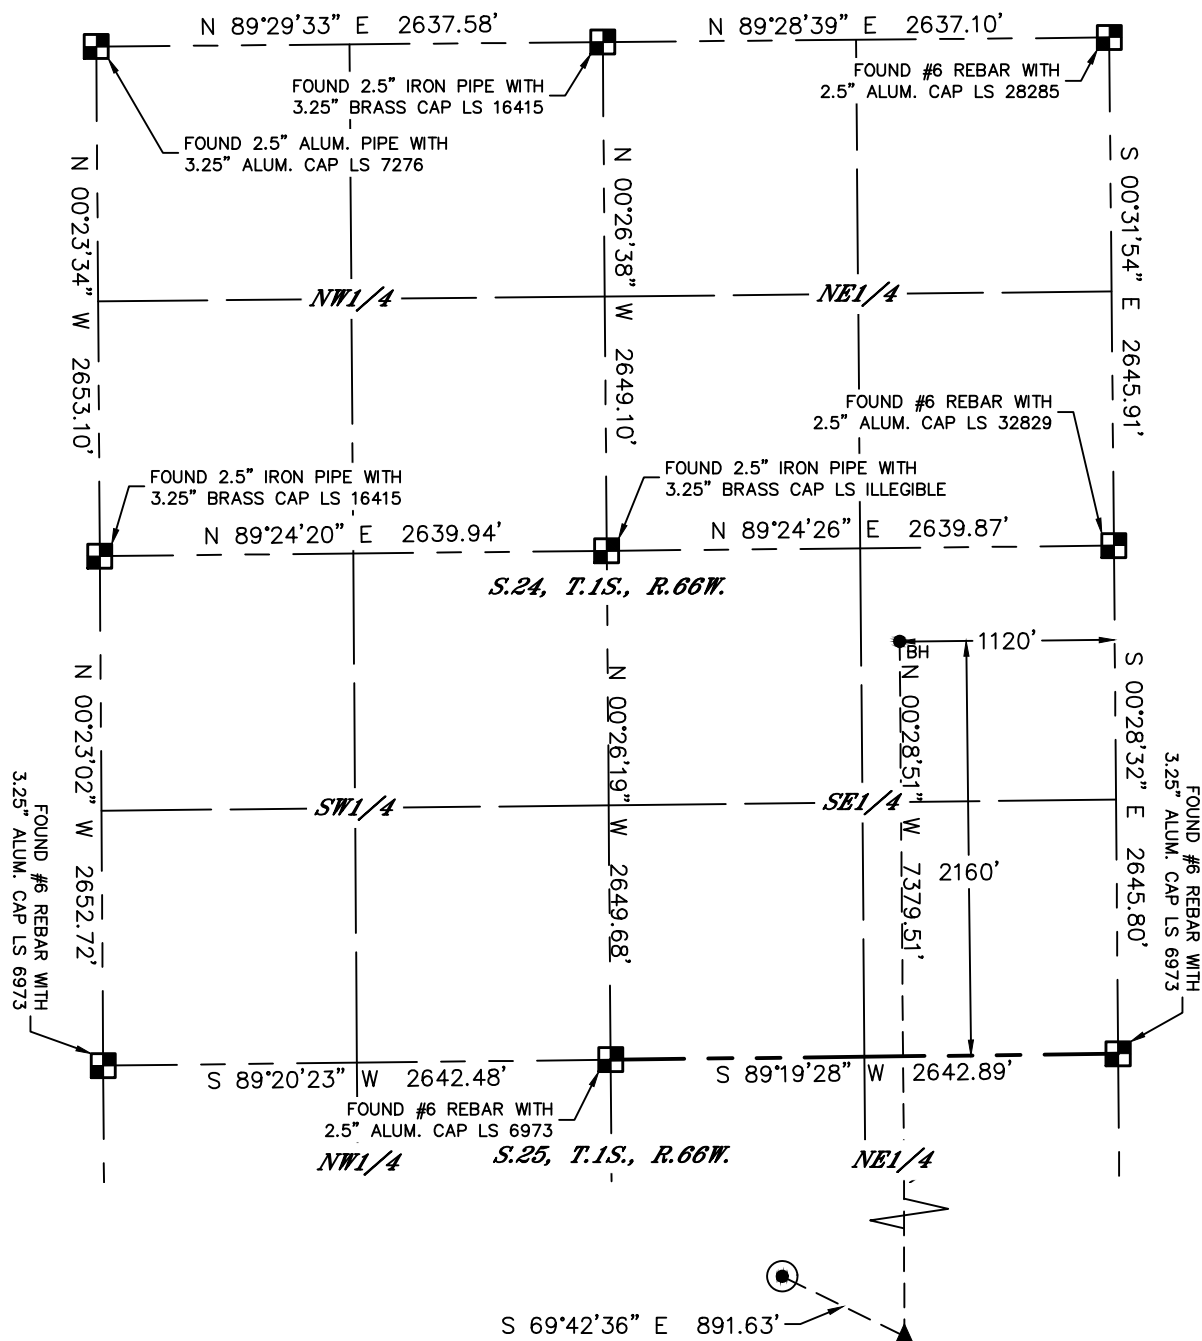 N 89°29'33" E 2637.58'
N 89°28'39" E 2637.10'
FOUND 2.5" IRON PIPE WITH
3.25" BRASS CAP LS 16415
FOUND #6 REBAR WITH
2.5" ALUM. CAP LS 28285
FOUND 2.5" ALUM. PIPE WITH
3.25" ALUM. CAP LS 7276
N 00°23'34" W 2653.10'
N 00°26'38" W 2649.10'
S 00°31'54" E 2645.91'
NW1/4
NE1/4
FOUND #6 REBAR WITH
2.5" ALUM. CAP LS 32829
FOUND 2.5" IRON PIPE WITH
3.25" BRASS CAP LS 16415
FOUND 2.5" IRON PIPE WITH
3.25" BRASS CAP LS ILLEGIBLE
N 89°24'20" E 2639.94'
N 89°24'26" E 2639.87'
S.24, T.1S., R.66W.
1120'
BH
N 00°23'02" W 2652.72'
N 00°26'19" W 2649.68'
N 00°28'51" W 7379.51'
S 00°28'32" E 2645.80'
FOUND #6 REBAR WITH
3.25" ALUM. CAP LS 6973
SW1/4
SE1/4
2160'
FOUND #6 REBAR WITH
3.25" ALUM. CAP LS 6973
S 89°20'23" W 2642.48'
S 89°19'28" W 2642.89'
FOUND #6 REBAR WITH
2.5" ALUM. CAP LS 6973
NW1/4
S.25, T.1S., R.66W.
NE1/4
S 69°42'36" E 891.63'